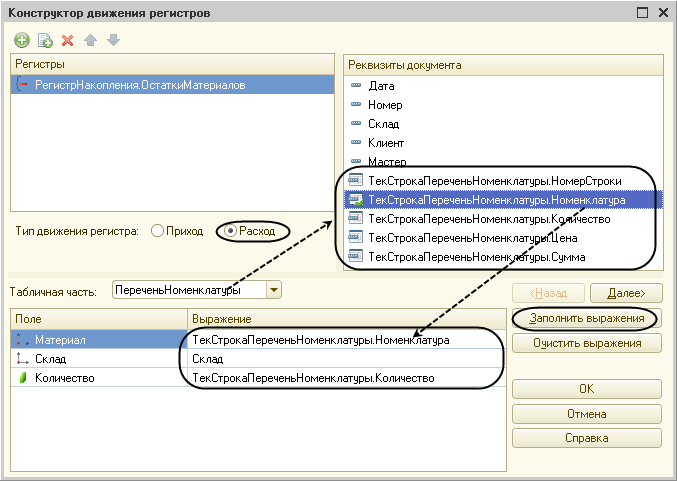 Конструктор движения регистров
Регистры
РегистрНакопления.ОстаткиМатериалов
Реквизиты документа
Дата
Номер
Склад
Клиент
Мастер
ТекСтрокаПереченьНоменклатуры.НомерСтроки
ТекСтрокаПереченьНоменклатуры.Номенклатура
ТекСтрокаПереченьНоменклатуры.Количество
ТекСтрокаПереченьНоменклатуры.Цена
ТекСтрокаПереченьНоменклатуры.Сумма
Тип движения регистра: Приход Расход
Табличная часть: ПереченьНоменклатуры
<Назад Далее>
Поле Выражение
Материал ТекСтрокаПереченьНоменклатуры.Номенклатура
Склад Склад
Количество ТекСтрокаПереченьНоменклатуры.Количество
Заполнить выражения
Очистить выражения
ОК
Отмена
Справка